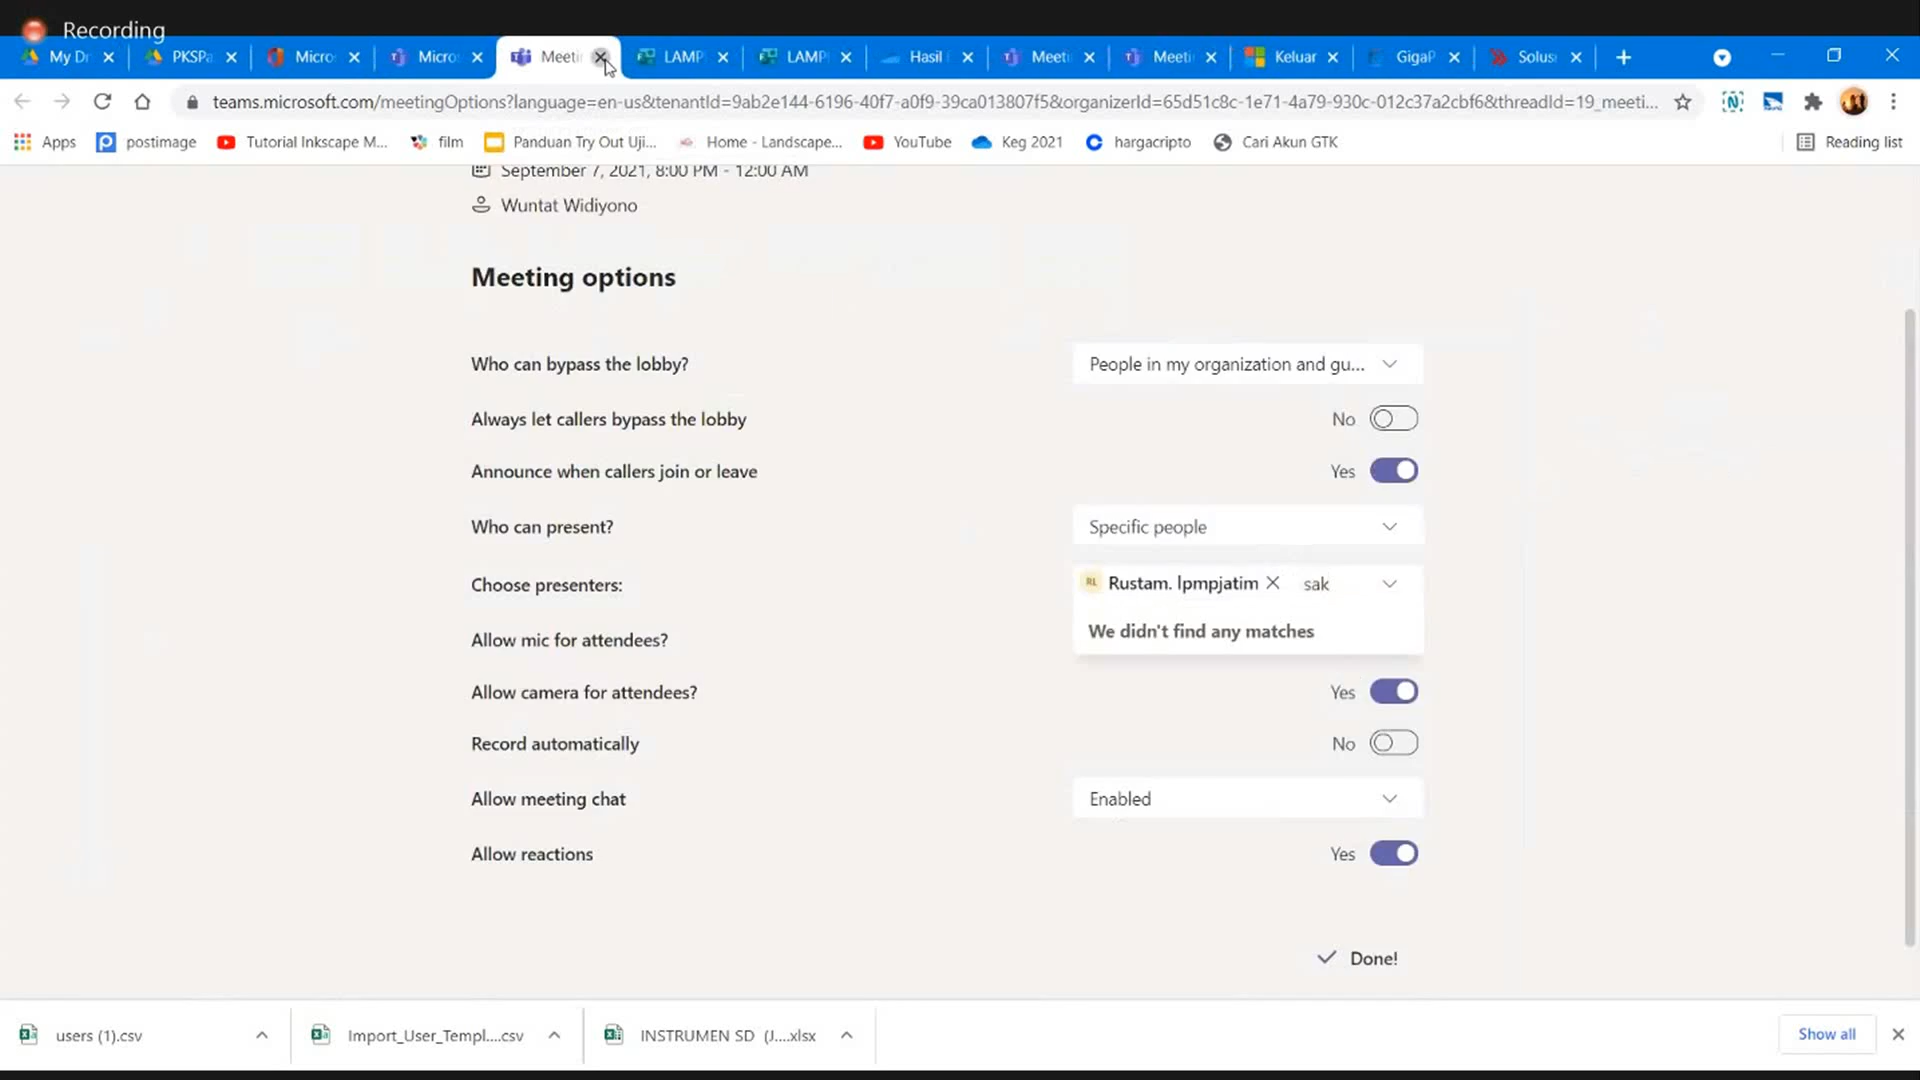 Recording
My Dr
PKSPa
Micro
Micro
Meeti
LAMP
LAMP
Hasil
Meeti
Meeti
Keluar
GigaP
Solus
teams.microsoft.com/meetingOptions?language=en-us&tenantId=9ab2e144-6196-40f7-a0f9-39ca013807f5&organizerId=65d51c8c-1e71-4a79-930c-012c37a2cbf6&threadId=19_meeti...
Apps
postimage
Tutorial Inkscape M...
film
Panduan Try Out Uji...
Home - Landscape...
YouTube
Keg 2021
hargacripto
Cari Akun GTK
Reading list
September 7, 2021, 8:00 PM - 12:00 AM
Wuntat Widiyono
Meeting options
Who can bypass the lobby?
People in my organization and gu...
Always let callers bypass the lobby
No
Announce when callers join or leave
Yes
Who can present?
Specific people
Choose presenters:
RL Rustam. lpmpjatim sak
We didn't find any matches
Allow mic for attendees?
Allow camera for attendees?
Yes
Record automatically
No
Allow meeting chat
Enabled
Allow reactions
Yes
Done!
users (1).csv
Import_User_Templ....csv
INSTRUMEN SD (J....xlsx
Show all